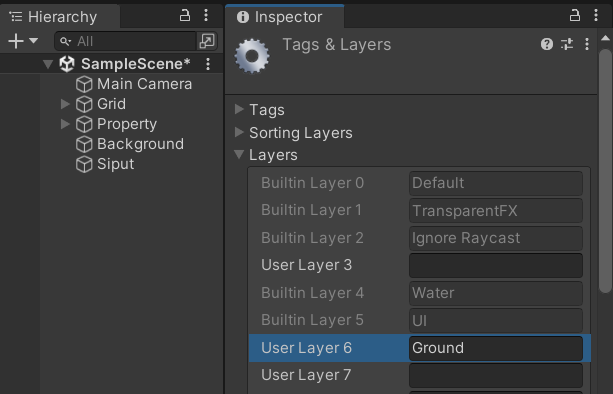 Hierarchy
All
SampleScene*
Main Camera
Grid
Property
Background
Siput
Inspector
Tags & Layers
Tags
Sorting Layers
Layers
Builtin Layer 0 Default
Builtin Layer 1 TransparentFX
Builtin Layer 2 Ignore Raycast
User Layer 3
Builtin Layer 4 Water
Builtin Layer 5 UI
User Layer 6 Ground
User Layer 7